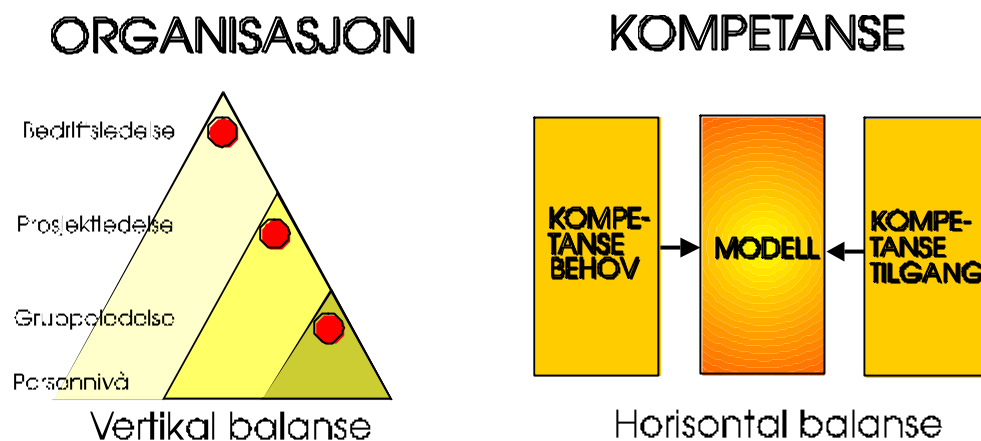 ORGANISASJON
Bedriftsledelse
Prosjektledelse
Gruppeledelse
Personnivå
Vertikal balanse
KOMPETANSE
KOMPE-
TANSE
BEHOV
MODELL
KOMPE-
TANSE
TILGANG
Horisontal balanse